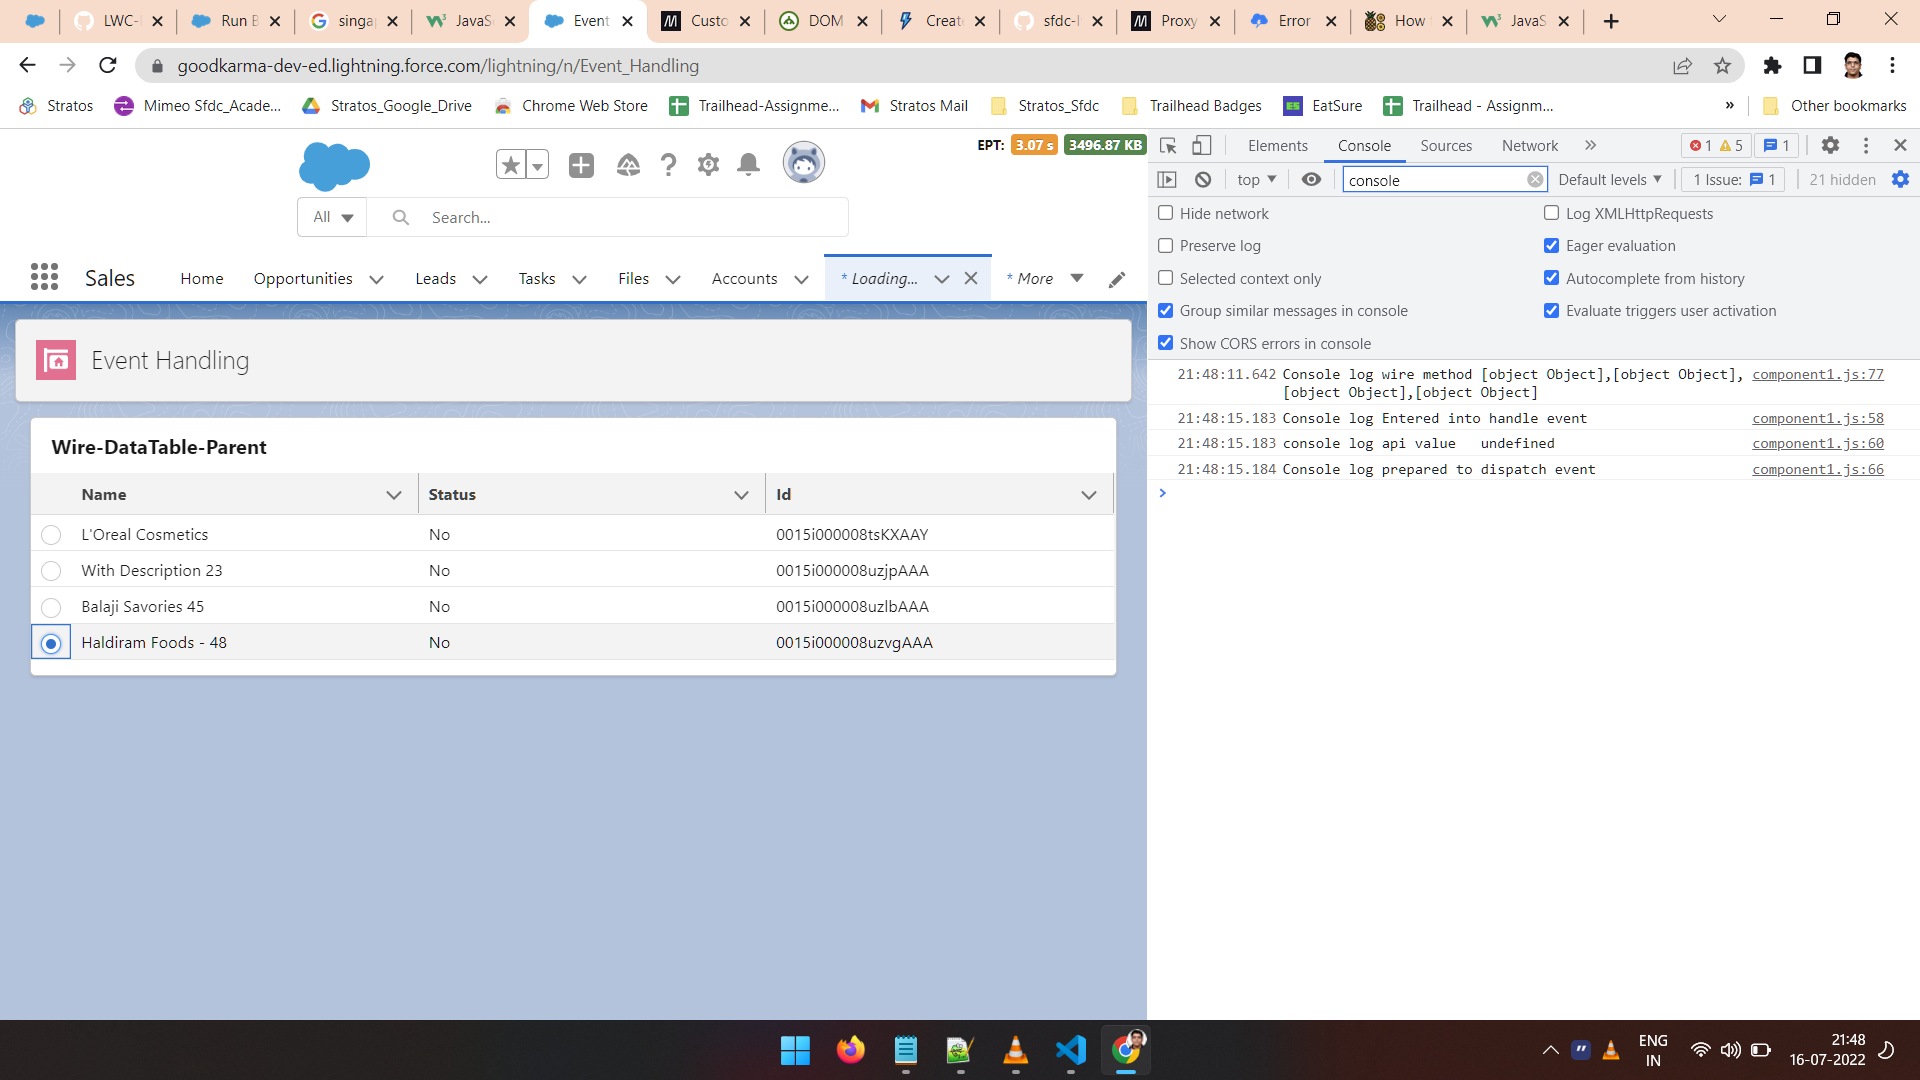 LWC-
Run B
singa
JavaSc
Event
Custo
DOM
Create
sfdc-l
Proxy
Error
How
JavaS
goodkarma-dev-ed.lightning.force.com/lightning/n/Event_Handling
Stratos
Mimeo Sfdc_Acade...
Stratos_Google_Drive
Chrome Web Store
Trailhead-Assignme...
Stratos Mail
Stratos_Sfdc
Trailhead Badges
EatSure
Trailhead - Assignm...
»
Other bookmarks
EPT: 3.07 s 3496.87 KB
All
Search...
Sales
Home
Opportunities
Leads
Tasks
Files
Accounts
* Loading...
* More
Event Handling
Wire-DataTable-Parent
Name Status Id
L'Oreal Cosmetics No 0015i000008tsKXAAY
With Description 23 No 0015i000008uzjpAAA
Balaji Savories 45 No 0015i000008uzlbAAA
Haldiram Foods - 48 No 0015i000008uzvgAAA
Elements Console Sources Network » 1 5 1
top console Default levels 1 Issue: 1 21 hidden
Hide network Log XMLHttpRequests
Preserve log Eager evaluation
Selected context only Autocomplete from history
Group similar messages in console Evaluate triggers user activation
Show CORS errors in console
21:48:11.642 Console log wire method [object Object],[object Object], component1.js:77
[object Object],[object Object]
21:48:15.183 Console log Entered into handle event component1.js:58
21:48:15.183 console log api value undefined component1.js:60
21:48:15.184 Console log prepared to dispatch event component1.js:66
ENG
IN
21:48
16-07-2022